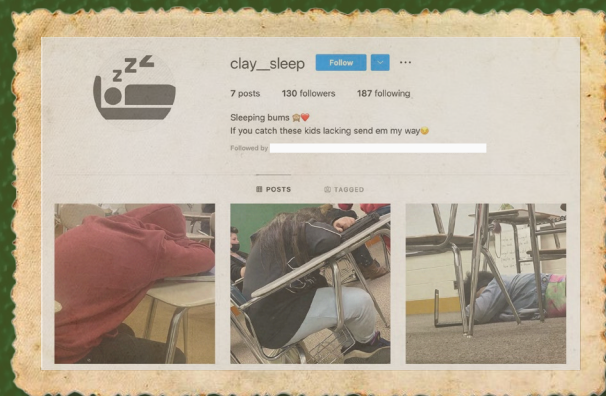 zzz
clay__sleep Follow
7 posts 130 followers 187 following
Sleeping bums 🙈❤️
If you catch these kids lacking send em my way😏
Followed by
POSTS TAGGED